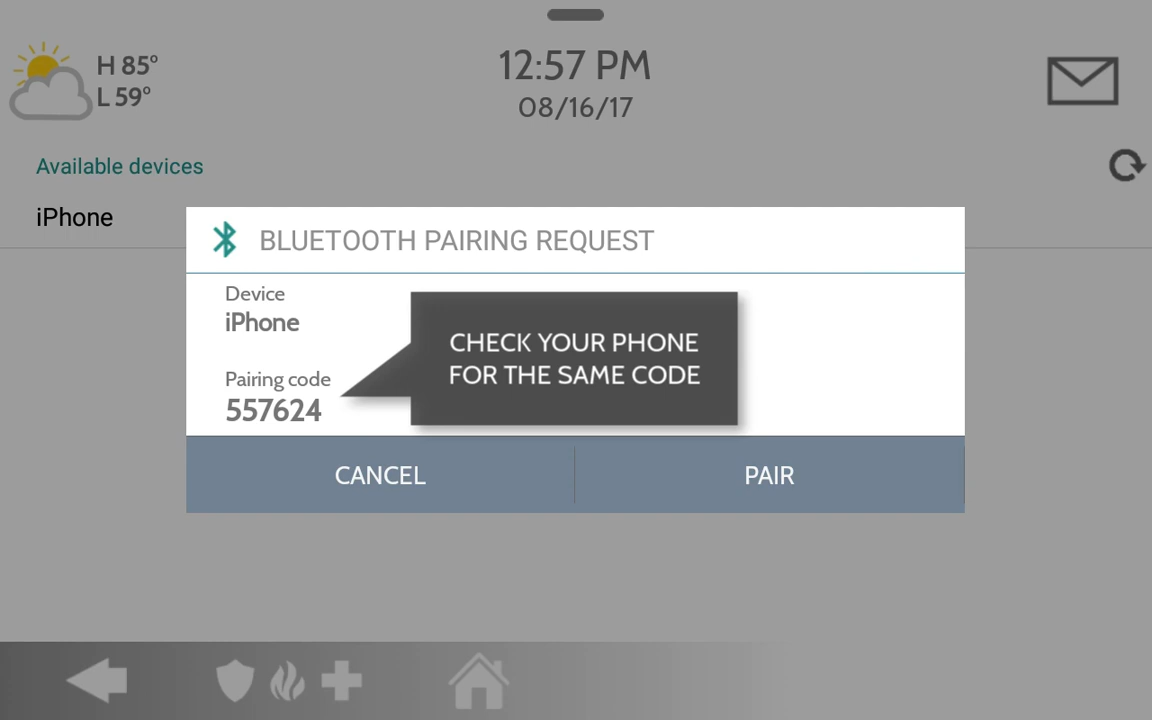 H 85°
L 59°
12:57 PM
08/16/17
Available devices
iPhone
BLUETOOTH PAIRING REQUEST
Device
iPhone
Pairing code
557624
CHECK YOUR PHONE
FOR THE SAME CODE
CANCEL
PAIR